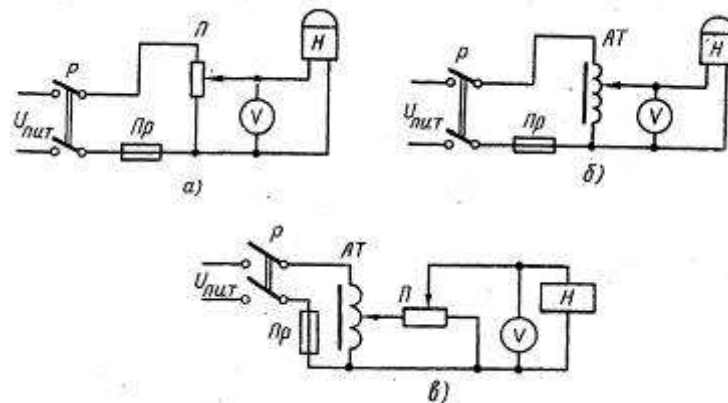 П
Н
Р
V
Uпит
Пр
а)
АТ
Н
Р
V
Uпит
Пр
б)
Р
АТ
П
Н
V
Uпит
Пр
в)